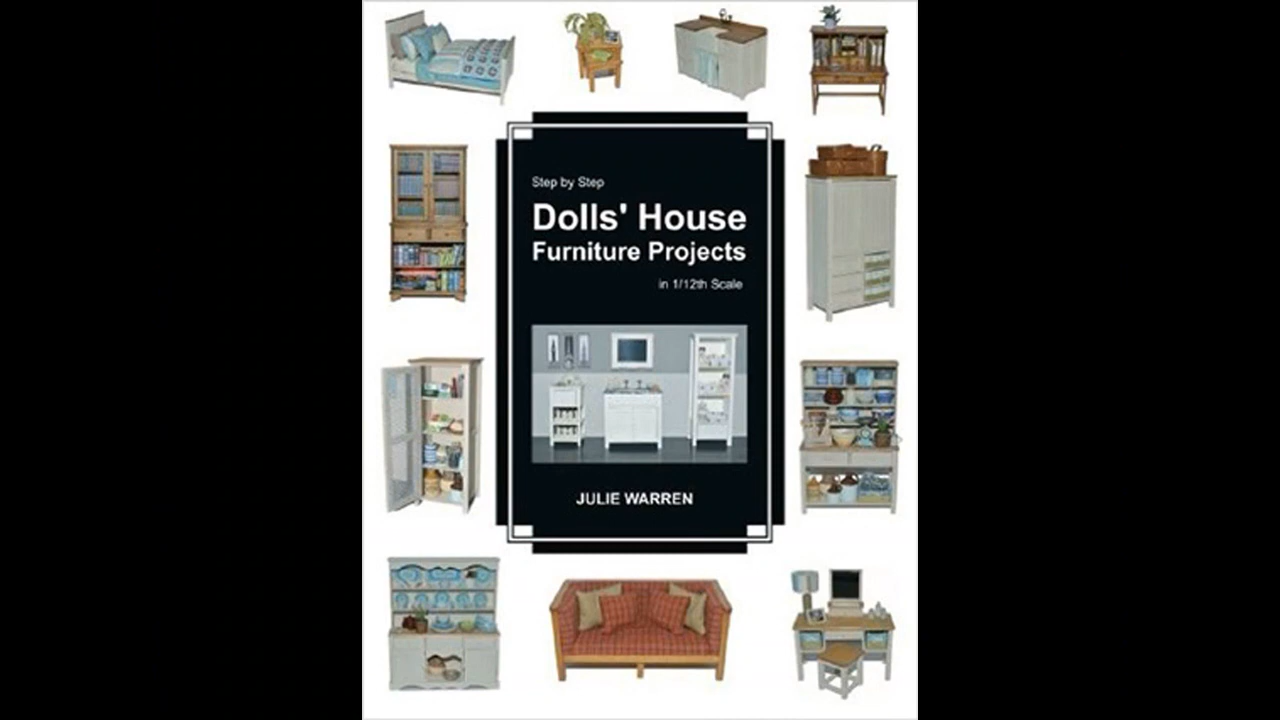 Step by Step
Dolls' House
Furniture Projects
in 1/12th Scale
JULIE WARREN